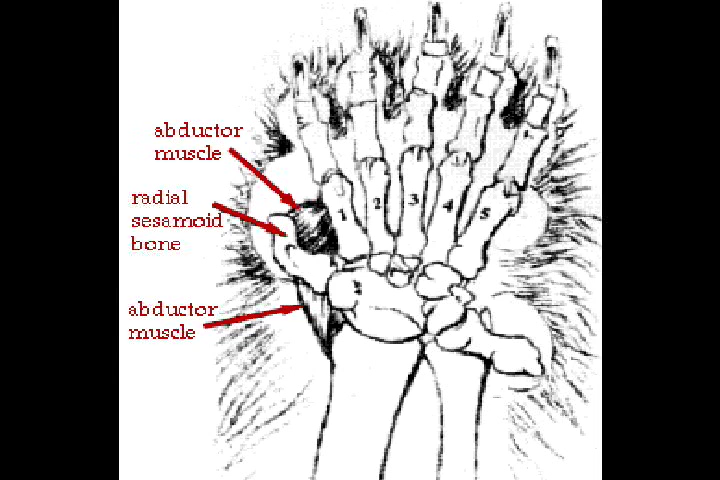 abductor
muscle
radial
sesamoid
bone
abductor
muscle
1 2 3 4 5